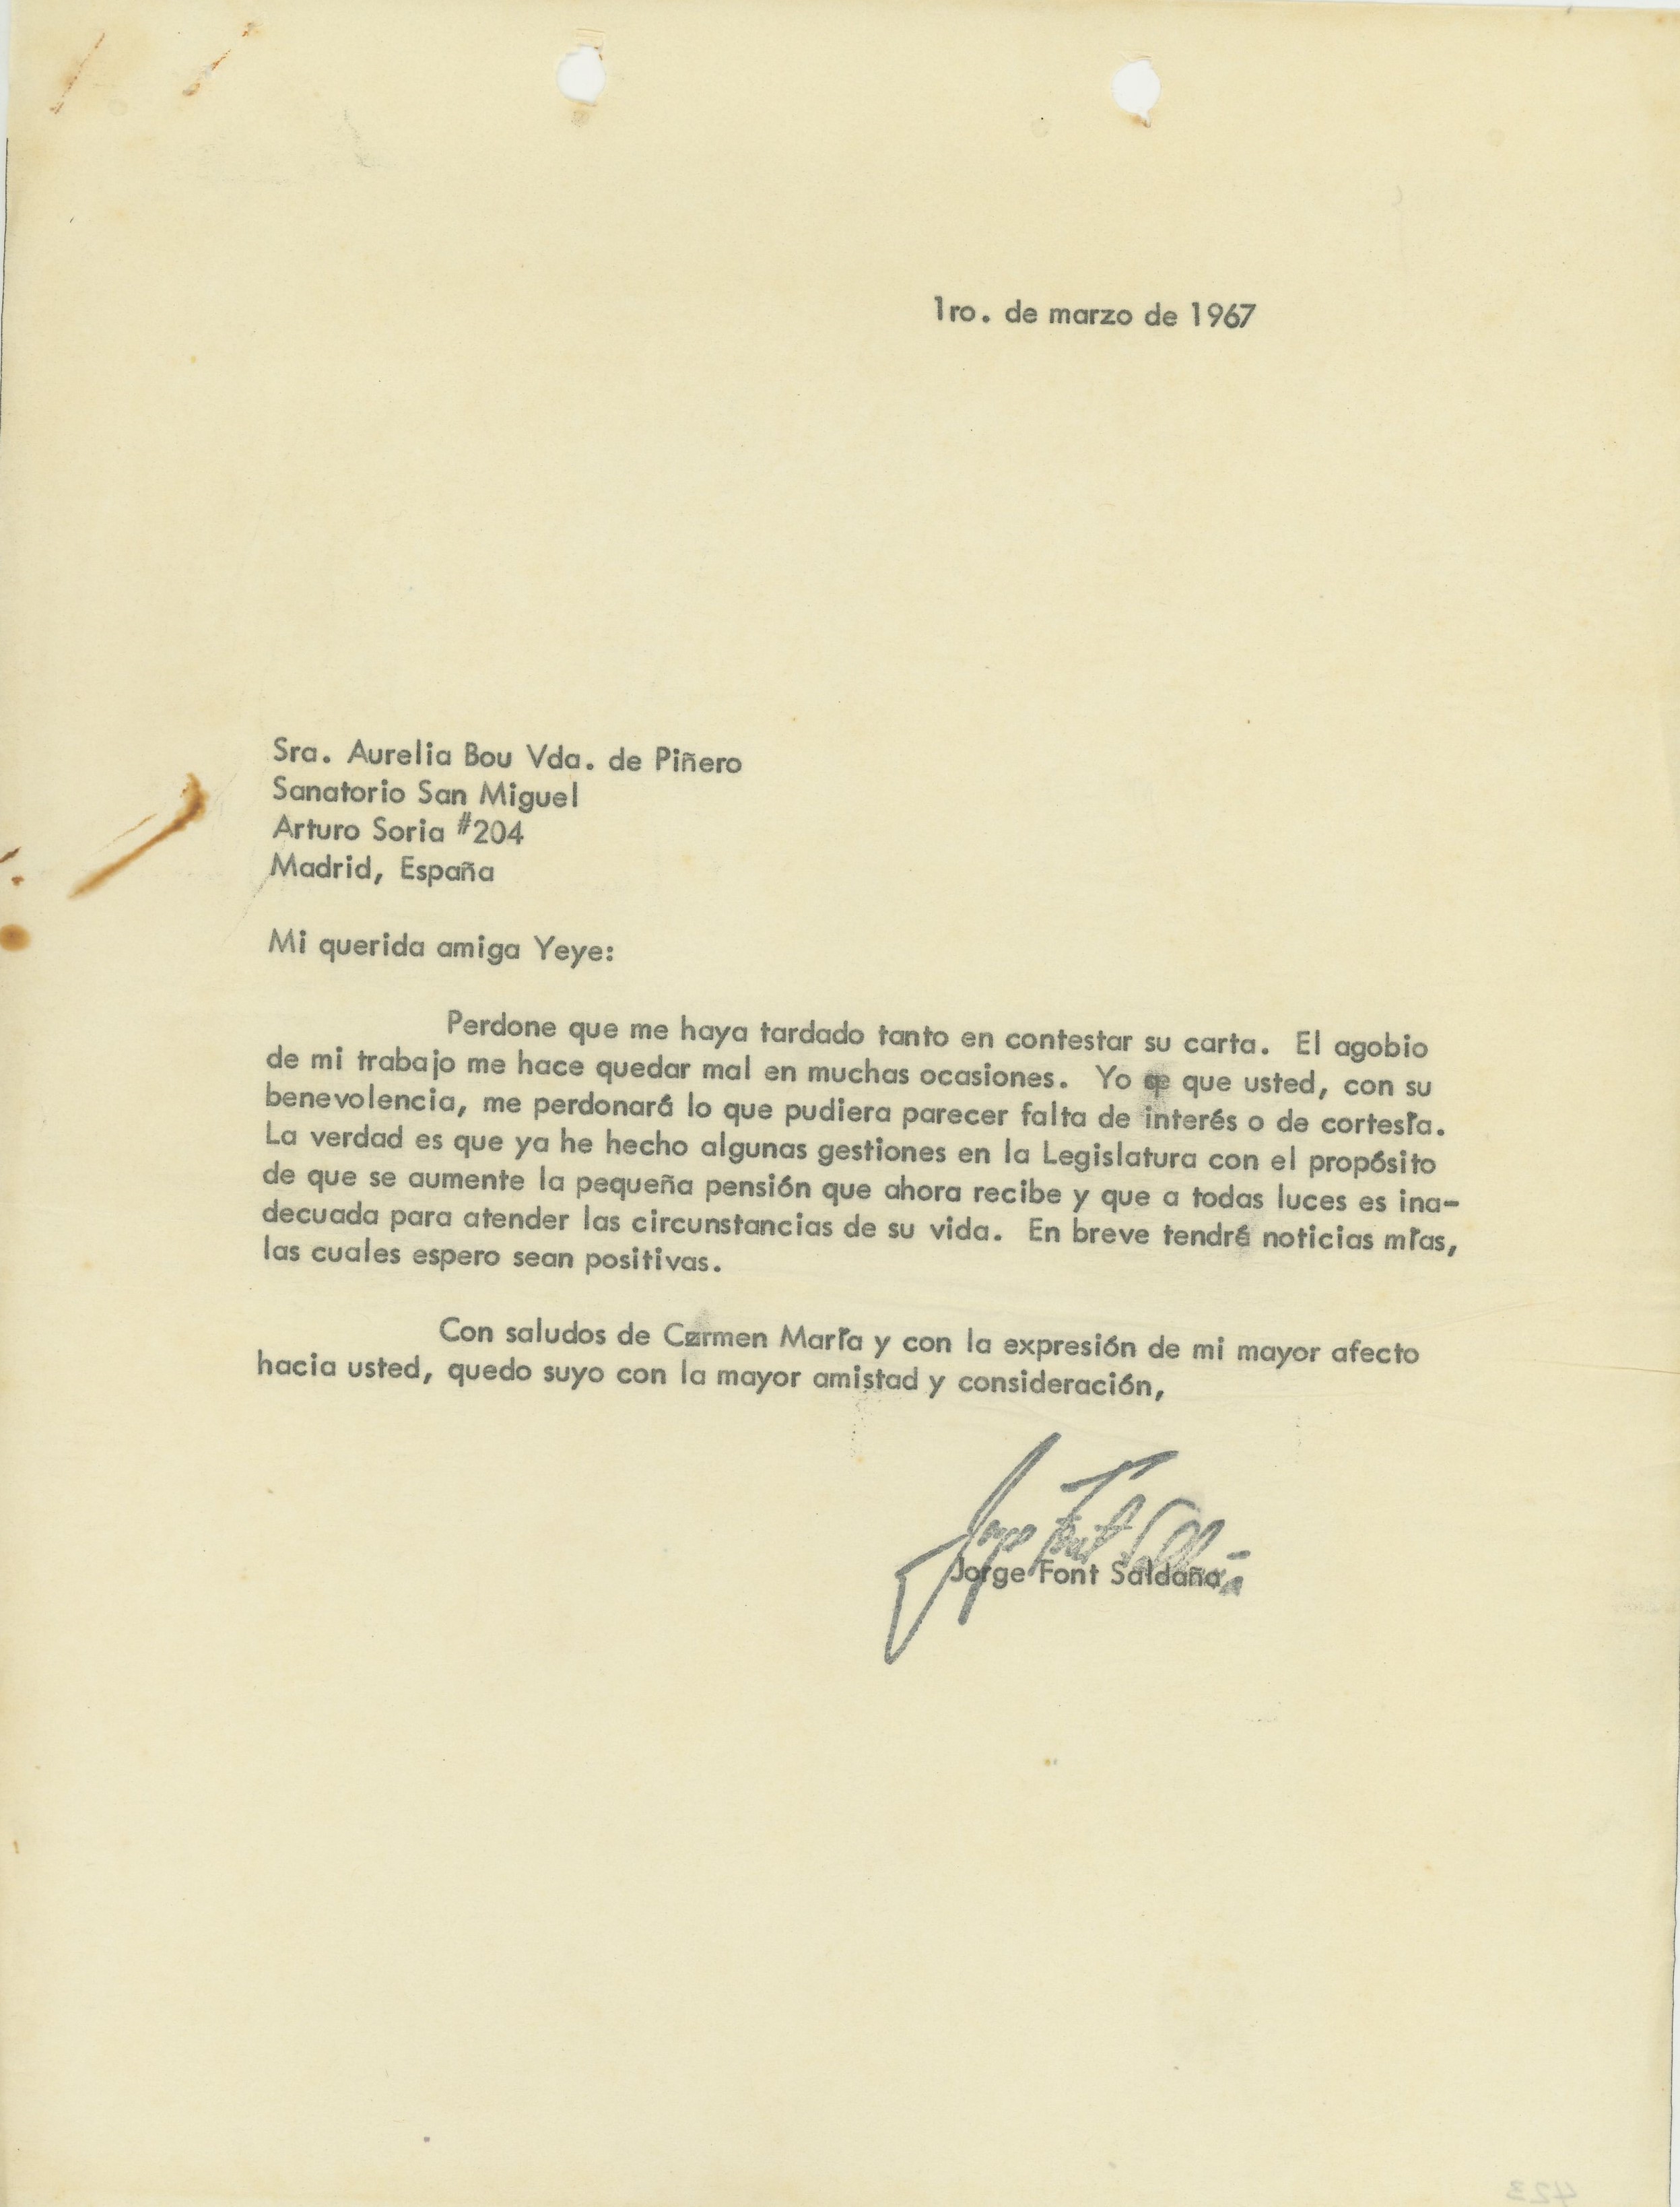 1ro. de marzo de 1967
Sra. Aurelia Bou Vda. de Piñero
Sanatorio San Miguel
Arturo Soria #204
Madrid, España
Mi querida amiga Yeye:
Perdone que me haya tardado tanto en contestar su carta. El agobio
de mi trabajo me hace quedar mal en muchas ocasiones. Yo que usted, con su
benevolencia, me perdonará lo que pudiera parecer falta de interés o de cortesía.
La verdad es que ya he hecho algunas gestiones en la Legislatura con el propósito
de que se aumente la pequeña pensión que ahora recibe y que a todas luces es ina-
decuada para atender las circunstancias de su vida. En breve tendrá noticias mías,
las cuales espero sean positivas.
Con saludos de Carmen María y con la expresión de mi mayor afecto
hacia usted, quedo suyo con la mayor amistad y consideración,
Jorge Font Saldaña
Jorge Font Saldaña
423